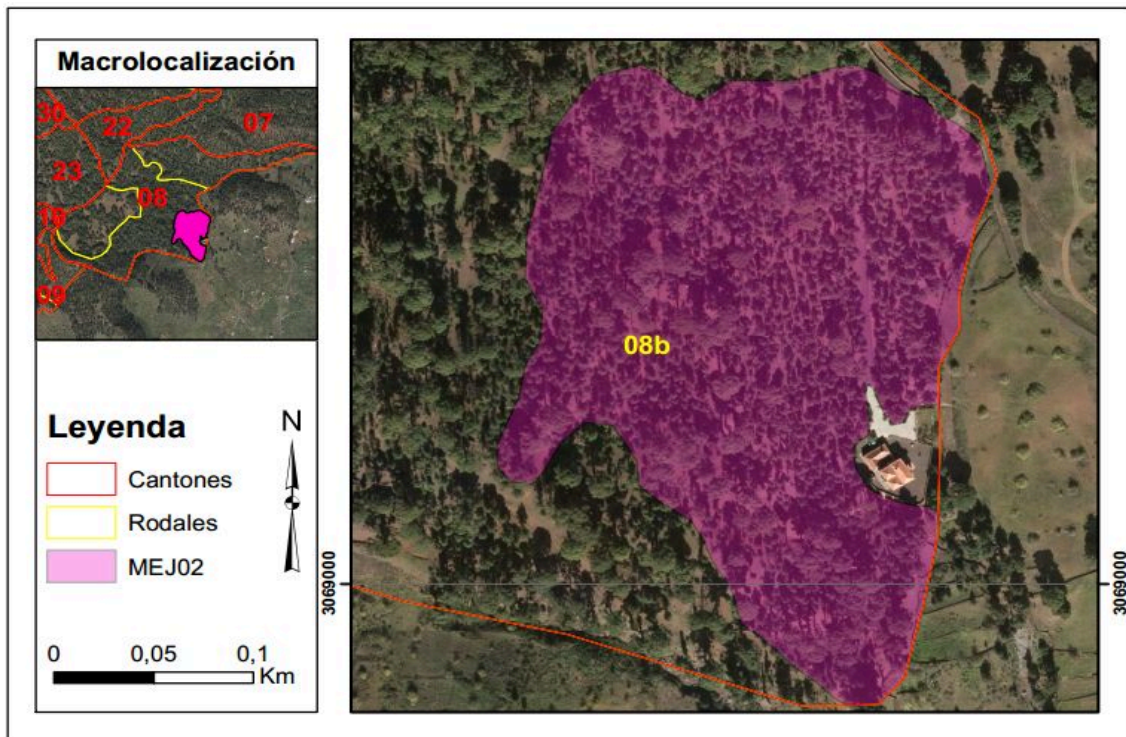 Macrolocalización
30
22
07
23
08
19
09
Leyenda
N
Cantones
Rodales
MEJ02
0 0,05 0,1
Km
08b
3069000
3069000